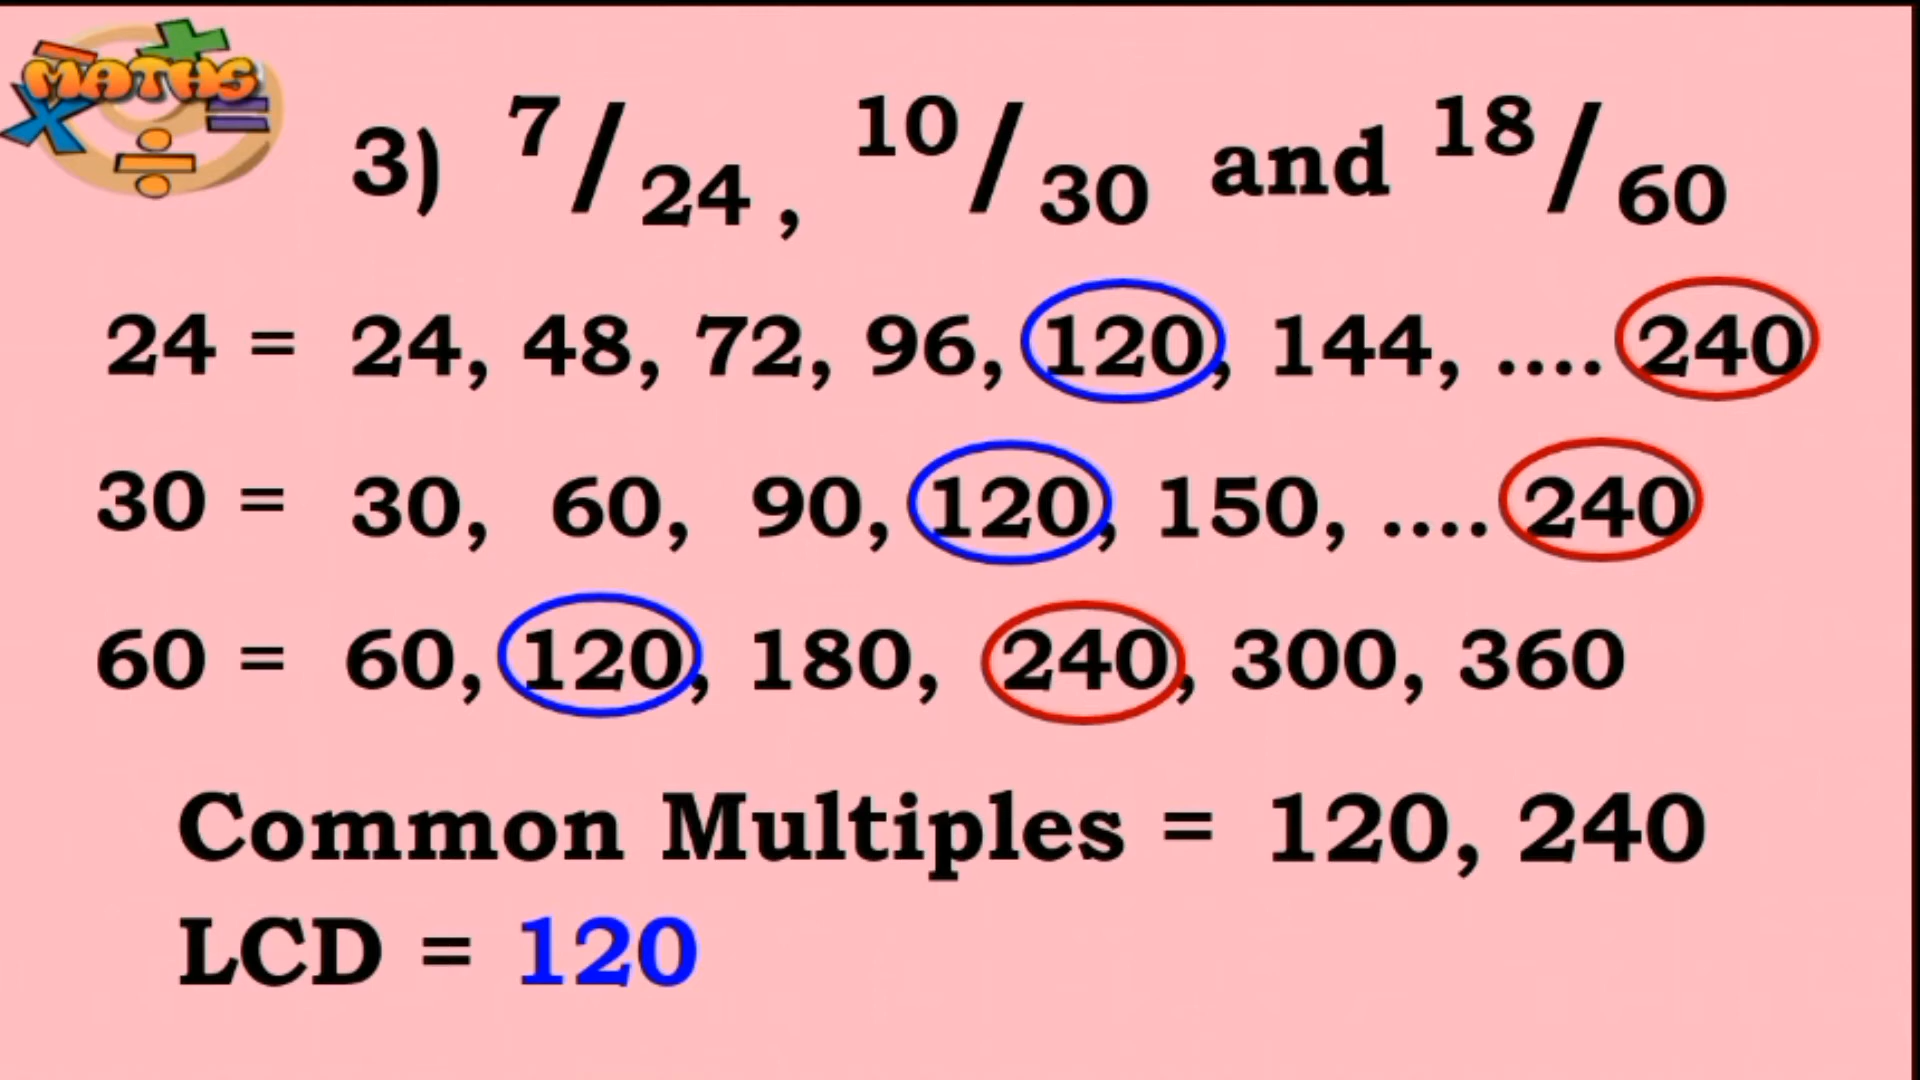 MATHS
3) 7/24 , 10/30 and 18/60
24 = 24, 48, 72, 96, 120, 144, .... 240
30 = 30, 60, 90, 120, 150, .... 240
60 = 60, 120, 180, 240, 300, 360
Common Multiples = 120, 240
LCD = 120